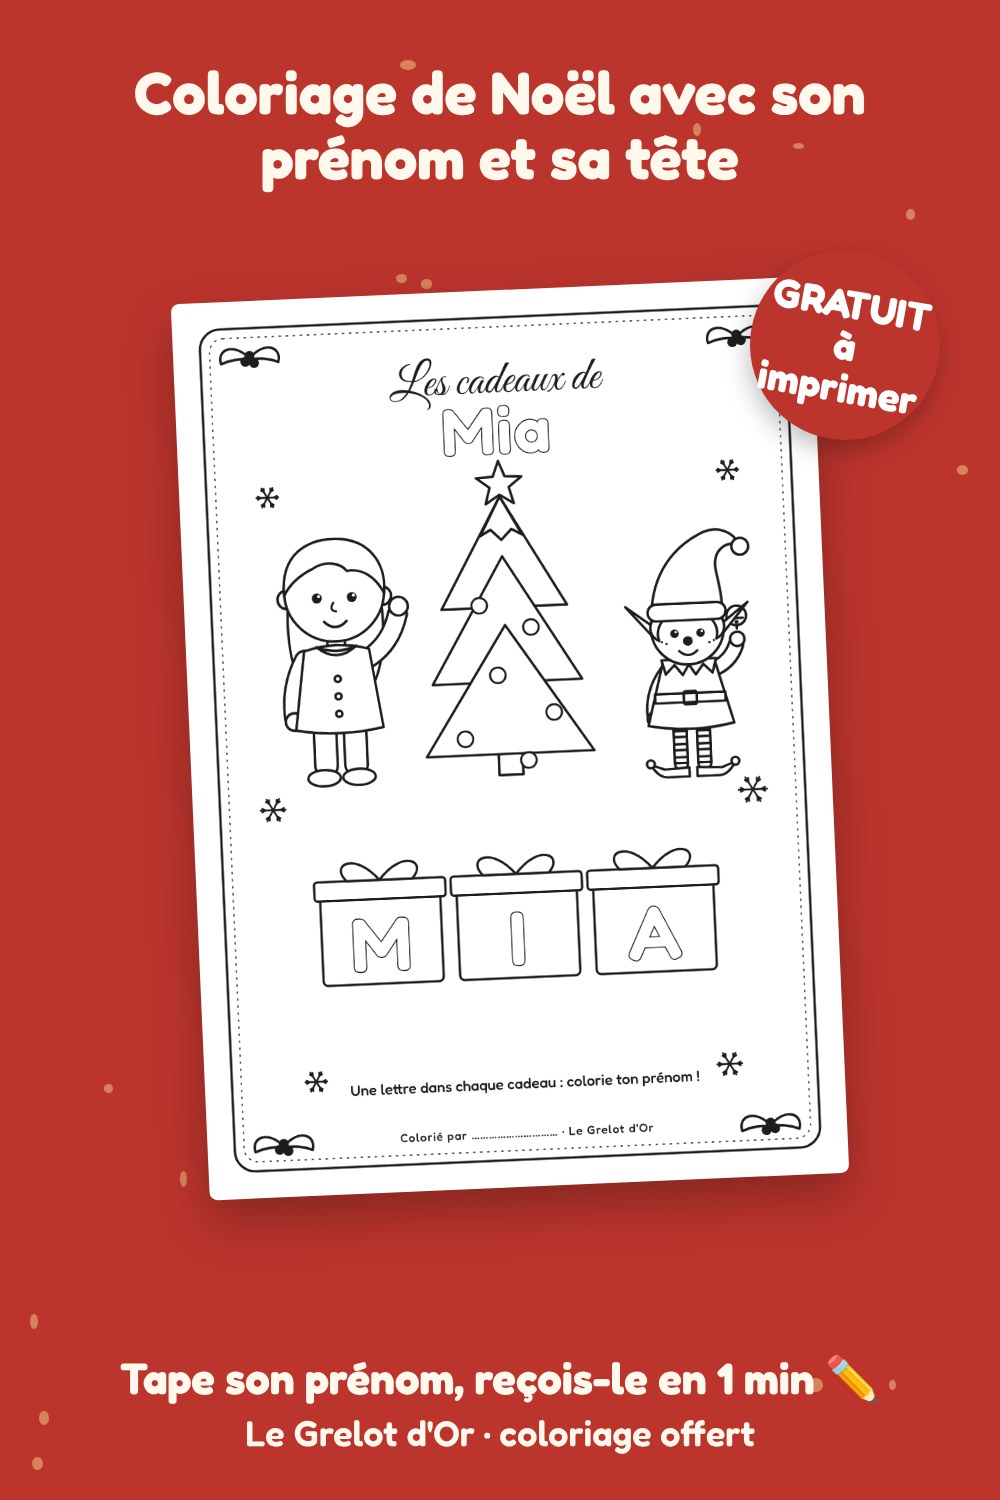 Coloriage de Noël avec son
prénom et sa tête
GRATUIT
à
imprimer
Les cadeaux de
Mia
M I A
Une lettre dans chaque cadeau : colorie ton prénom !
Colorié par .............................. · Le Grelot d'Or
Tape son prénom, reçois-le en 1 min ✏️
Le Grelot d'Or · coloriage offert